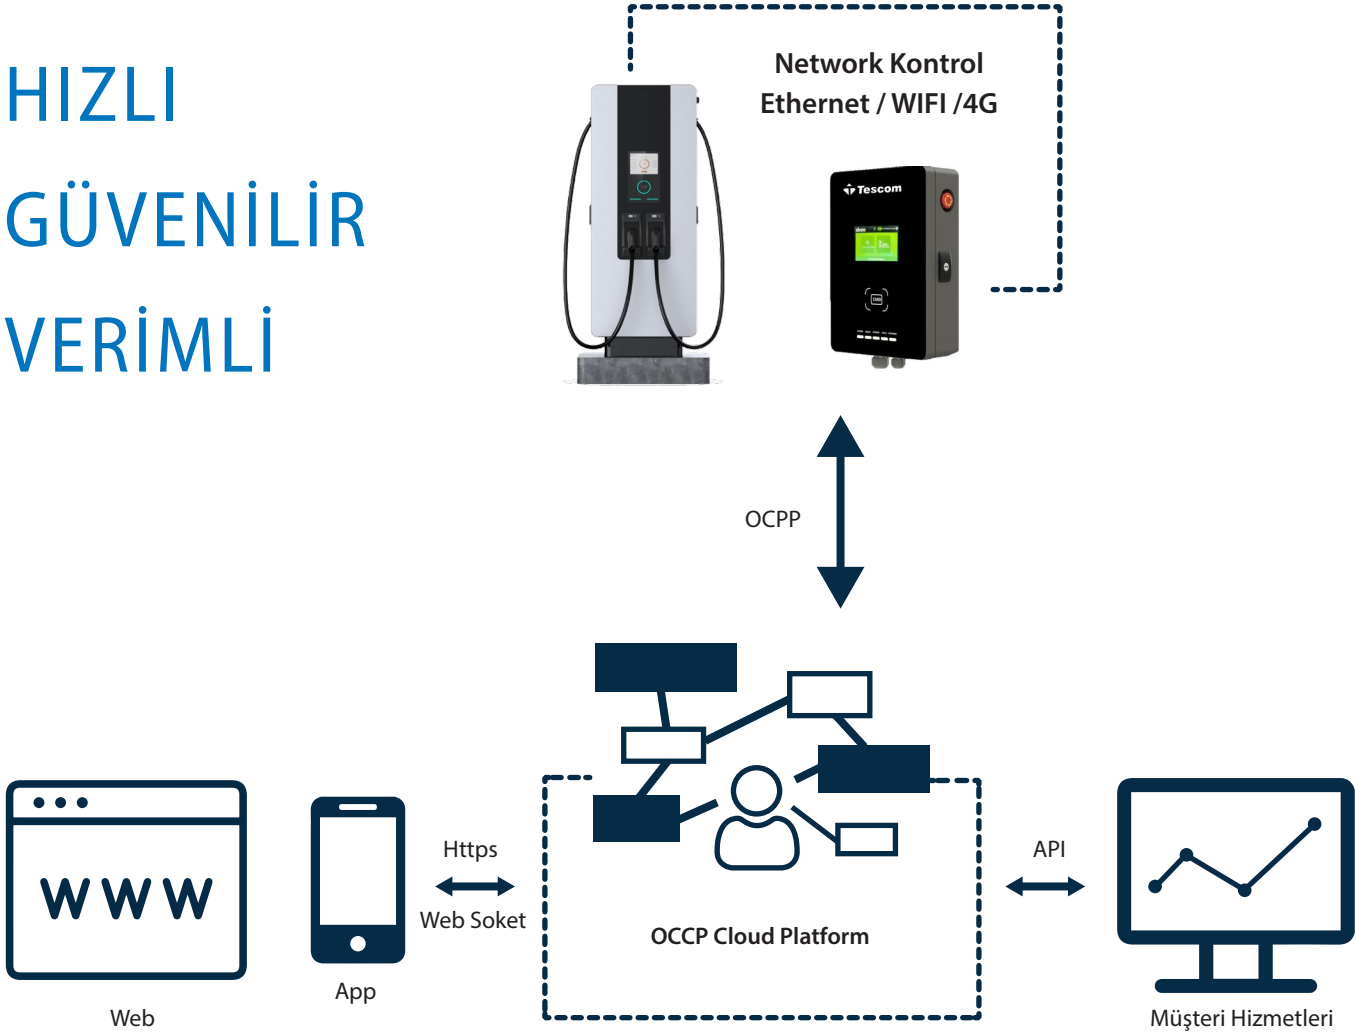 HIZLI
GÜVENİLİR
VERİMLİ
Network Kontrol
Ethernet / WIFI /4G
Tescom
CARD
OCPP
Https
Web Soket
API
OCCP Cloud Platform
WWW
Web
App
Müşteri Hizmetleri